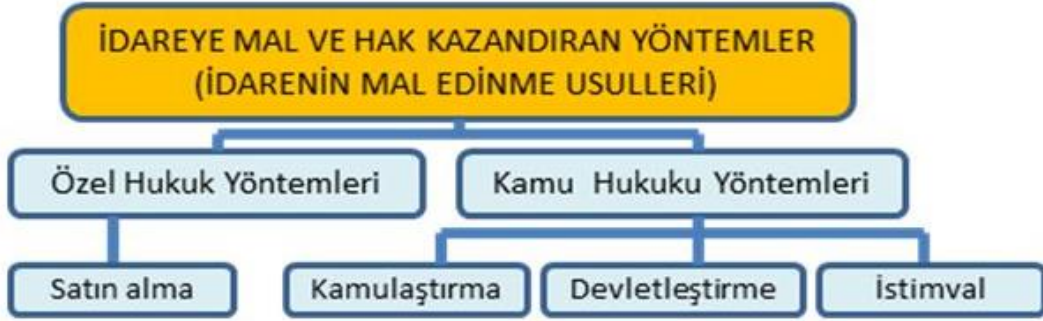 İDAREYE MAL VE HAK KAZANDIRAN YÖNTEMLER
(İDARENİN MAL EDİNME USULLERİ)
Özel Hukuk Yöntemleri
Kamu Hukuku Yöntemleri
Satın alma
Kamulaştırma
Devletleştirme
İstimval